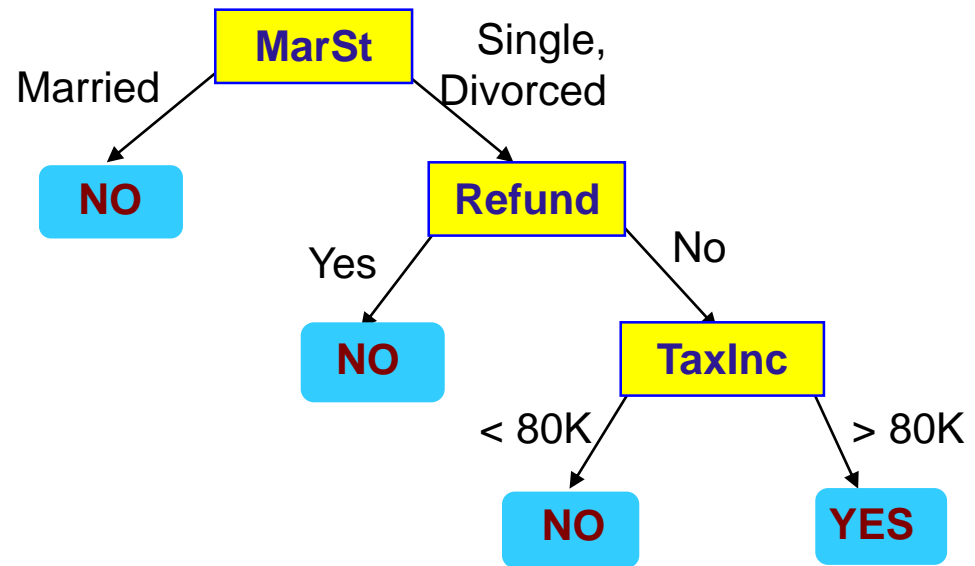 MarSt
Single,
Divorced
Married
NO
Refund
Yes
No
NO
TaxInc
< 80K
> 80K
NO
YES